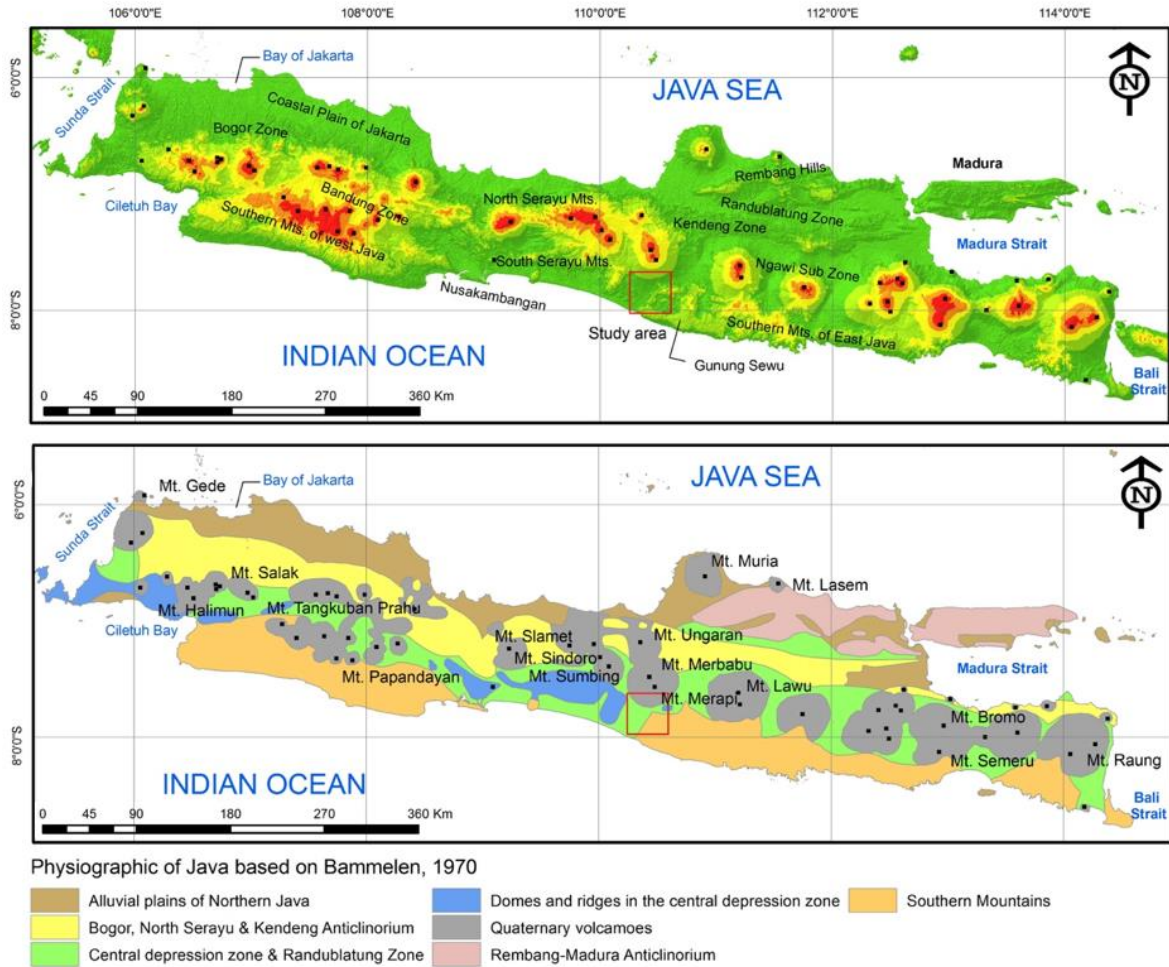 106°0'0"E 108°0'0"E 110°0'0"E 112°0'0"E 114°0'0"E
6°0'0"S
8°0'0"S
Bay of Jakarta
JAVA SEA
N
Sunda Strait
Coastal Plain of Jakarta
Bogor Zone
Rembang Hills
Madura
Bandung Zone
Ciletuh Bay
Southern Mts. of west Java
North Serayu Mts.
Randublatung Zone
Kendeng Zone
Madura Strait
South Serayu Mts.
Ngawi Sub Zone
Nusakambangan
Study area
Southern Mts. of East Java
INDIAN OCEAN
Gunung Sewu
Bali
Strait
0 45 90 180 270 360 Km
Mt. Gede
Bay of Jakarta
JAVA SEA
N
6°0'0"S
8°0'0"S
Sunda Strait
Mt. Muria
Mt. Salak
Mt. Lasem
Mt. Halimun
Mt. Tangkuban Prahu
Ciletuh Bay
Mt. Slamet
Mt. Ungaran
Mt. Sindoro
Mt. Merbabu
Madura Strait
Mt. Papandayan
Mt. Sumbing
Mt. Merapi
Mt. Lawu
Mt. Bromo
Mt. Semeru
Mt. Raung
INDIAN OCEAN
Bali
Strait
0 45 90 180 270 360 Km
Physiographic of Java based on Bammelen, 1970
Alluvial plains of Northern Java
Domes and ridges in the central depression zone
Southern Mountains
Bogor, North Serayu & Kendeng Anticlinorium
Quaternary volcamoes
Central depression zone & Randublatung Zone
Rembang-Madura Anticlinorium